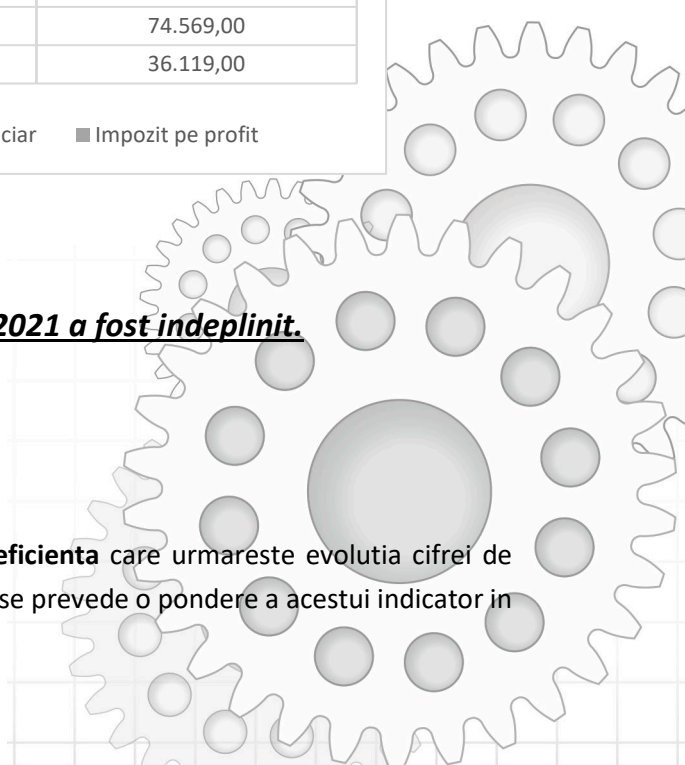 74.569,00
36.119,00
ciar Impozit pe profit
2021 a fost indeplinit.
eficienta care urmareste evolutia cifrei de
se prevede o pondere a acestui indicator in